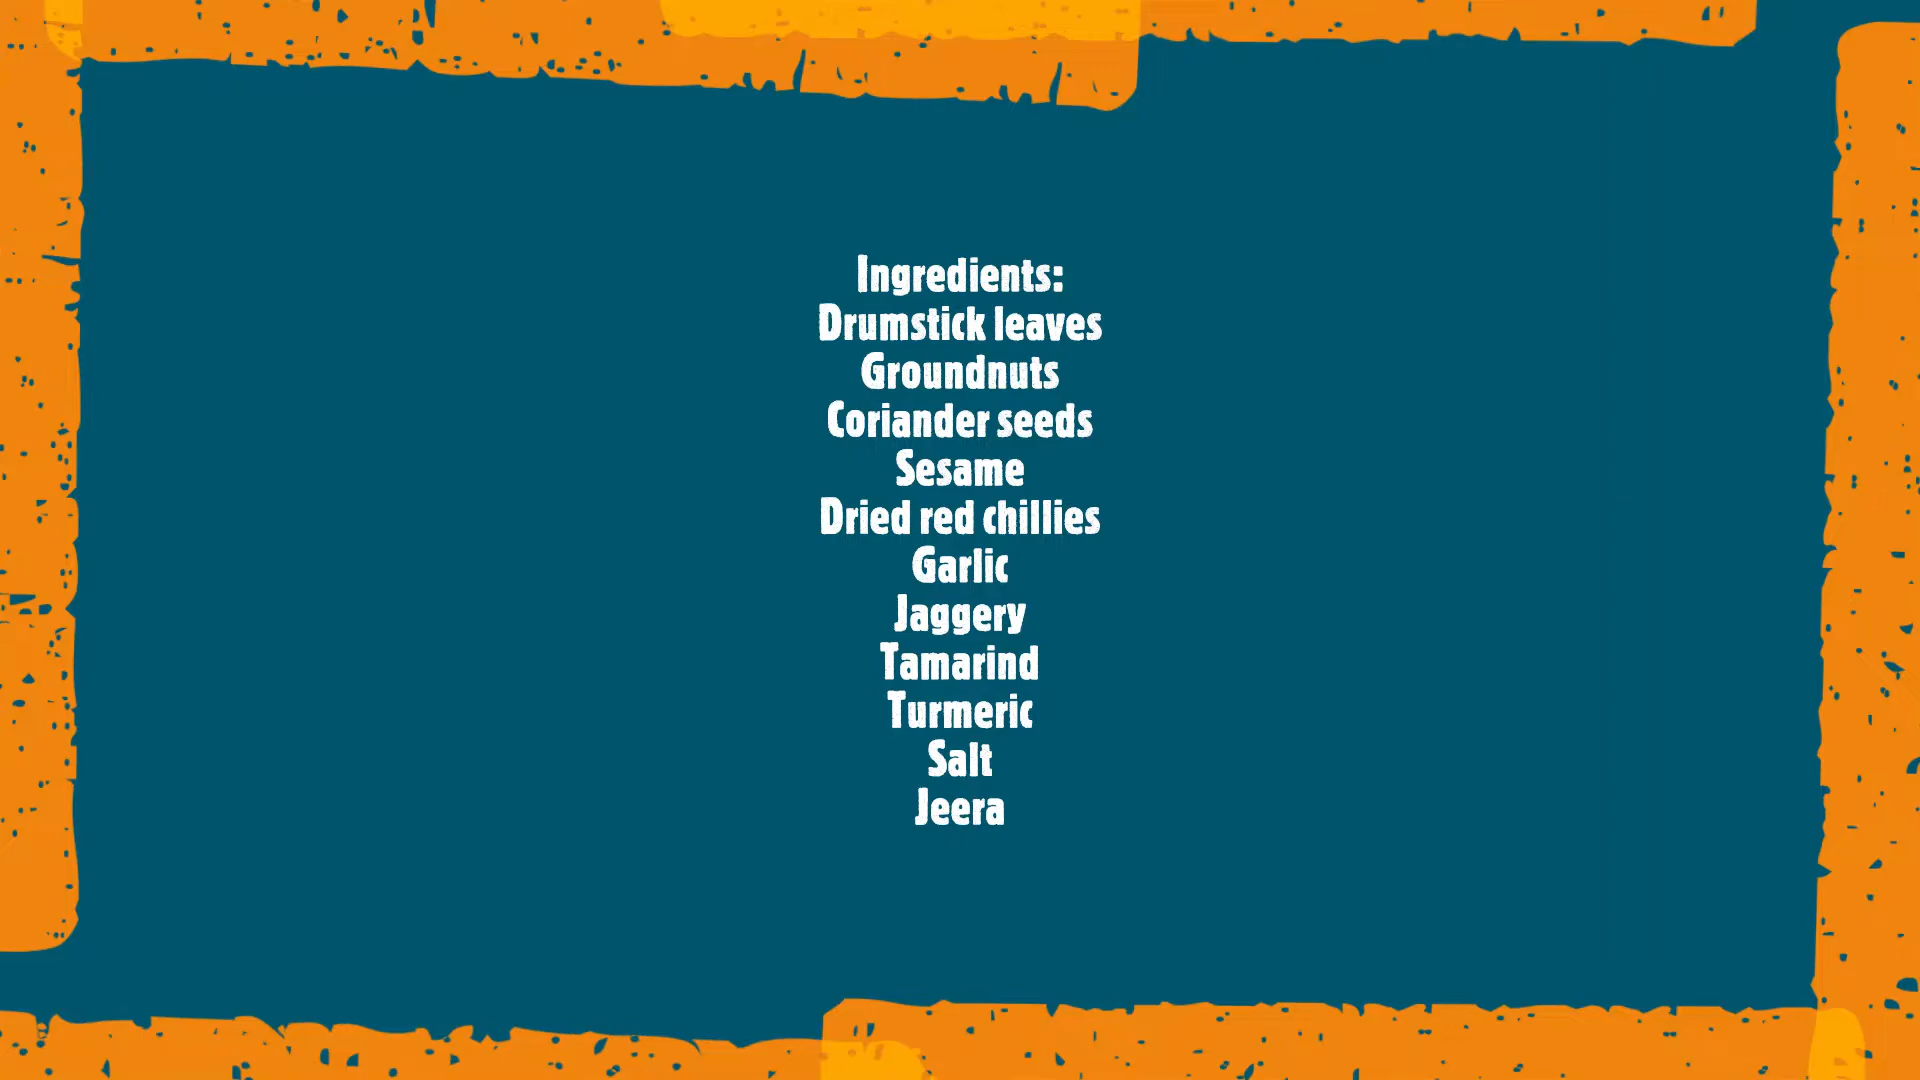 Ingredients:
Drumstick leaves
Groundnuts
Coriander seeds
Sesame
Dried red chillies
Garlic
Jaggery
Tamarind
Turmeric
Salt
Jeera